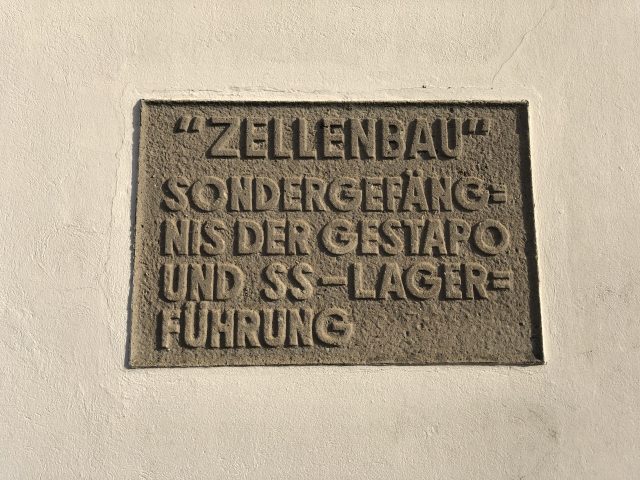 "ZELLENBAU"
SONDERGEFÄNG=
NIS DER GESTAPO
UND SS-LAGER=
FÜHRUNG